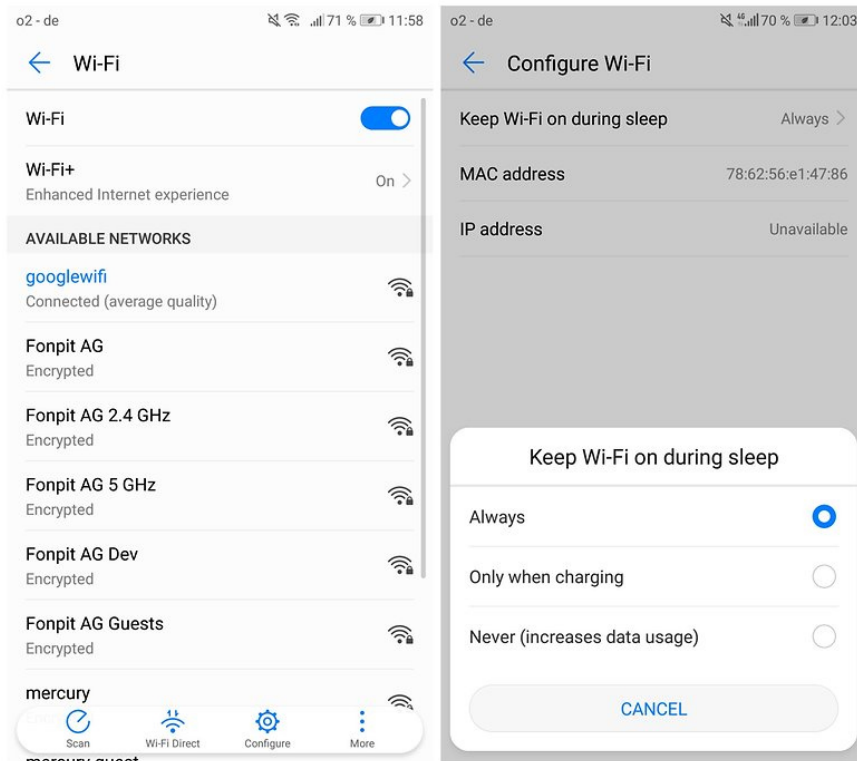 o2 - de 71 % 11:58
Wi-Fi
Wi-Fi
Wi-Fi+
Enhanced Internet experience
On
AVAILABLE NETWORKS
googlewifi
Connected (average quality)
Fonpit AG
Encrypted
Fonpit AG 2.4 GHz
Encrypted
Fonpit AG 5 GHz
Encrypted
Fonpit AG Dev
Encrypted
Fonpit AG Guests
Encrypted
mercury
Scan Wi-Fi Direct Configure More
mercury guest
o2 - de 4G 70 % 12:03
Configure Wi-Fi
Keep Wi-Fi on during sleep Always
MAC address 78:62:56:e1:47:86
IP address Unavailable
Keep Wi-Fi on during sleep
Always
Only when charging
Never (increases data usage)
CANCEL